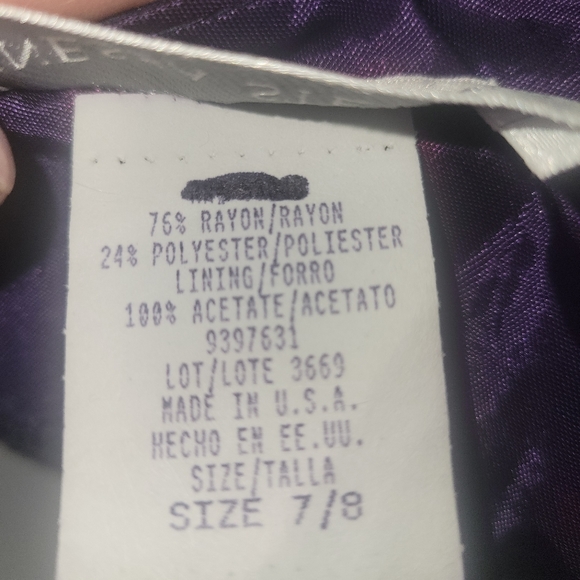 76% RAYON/RAYON
24% POLYESTER/POLIESTER
LINING/FORRO
100% ACETATE/ACETATO
9397631
LOT/LOTE 3669
MADE IN U.S.A.
HECHO EN EE.UU.
SIZE/TALLA
SIZE 7/8